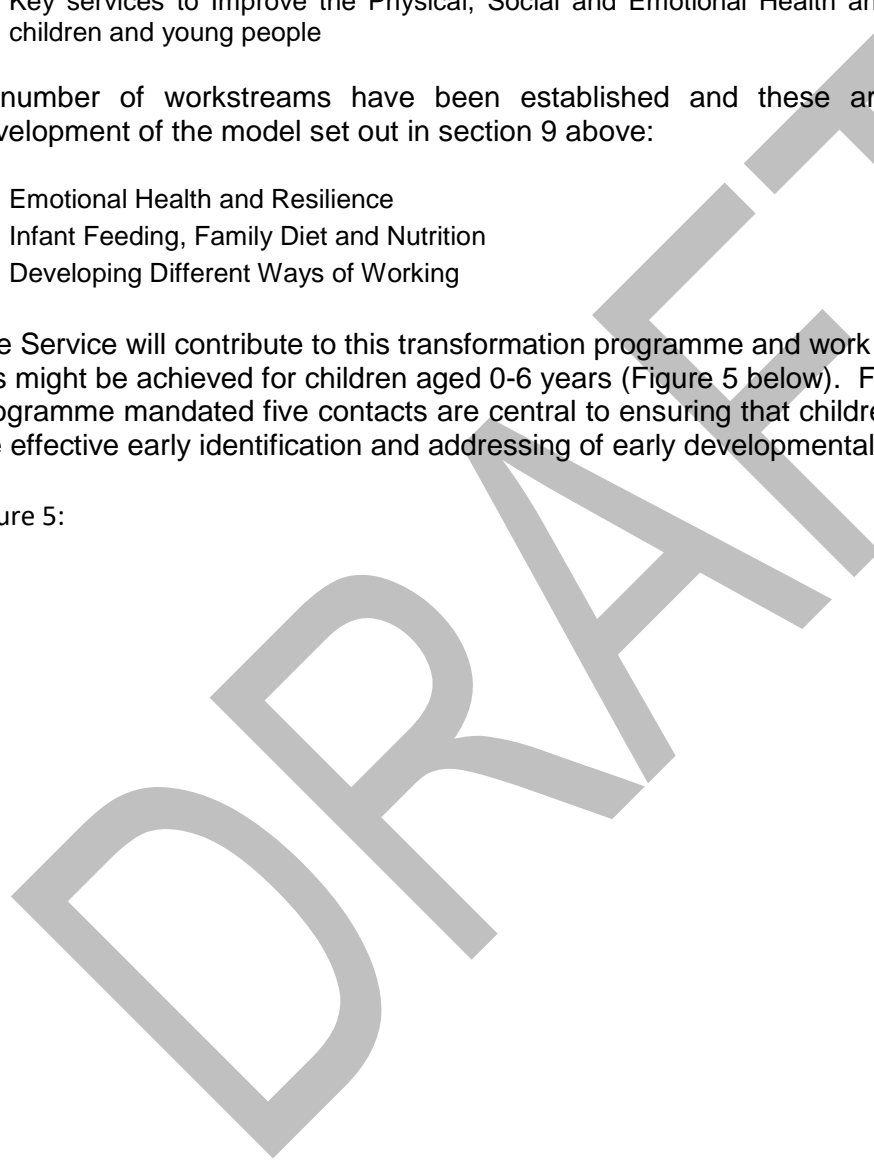 Key services to Improve the Physical, Social and Emotional Health an
children and young people
number of workstreams have been established and these ar
velopment of the model set out in section 9 above:
Emotional Health and Resilience
Infant Feeding, Family Diet and Nutrition
Developing Different Ways of Working
e Service will contribute to this transformation programme and work
s might be achieved for children aged 0-6 years (Figure 5 below). F
ogramme mandated five contacts are central to ensuring that childre
e effective early identification and addressing of early developmental
ure 5:
DRAFT